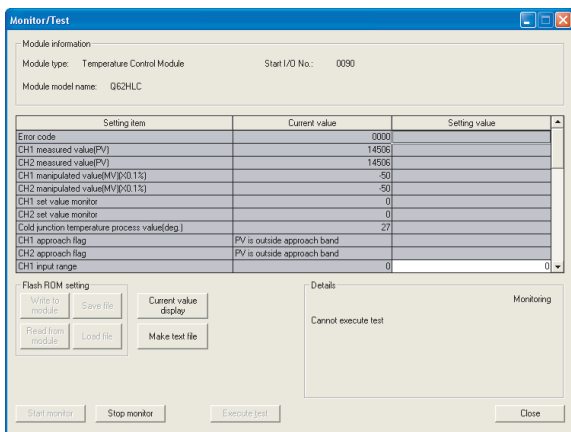 Monitor/Test
Module information
Module type: Temperature Control Module Start I/O No.: 0090
Module model name: Q62HLC
Setting item Current value Setting value
Error code 0000
CH1 measured value(PV) 14506
CH2 measured value(PV) 14506
CH1 manipulated value(MV)(X0.1%) -50
CH2 manipulated value(MV)(X0.1%) -50
CH1 set value monitor 0
CH2 set value monitor 0
Cold junction temperature process value(deg.) 27
CH1 approach flag PV is outside approach band
CH2 approach flag PV is outside approach band
CH1 input range 0 0
Flash ROM setting
Write to
module
Save file
Current value
display
Read from
module
Load file
Make text file
Details
Monitoring
Cannot execute test
Start monitor Stop monitor Execute test Close